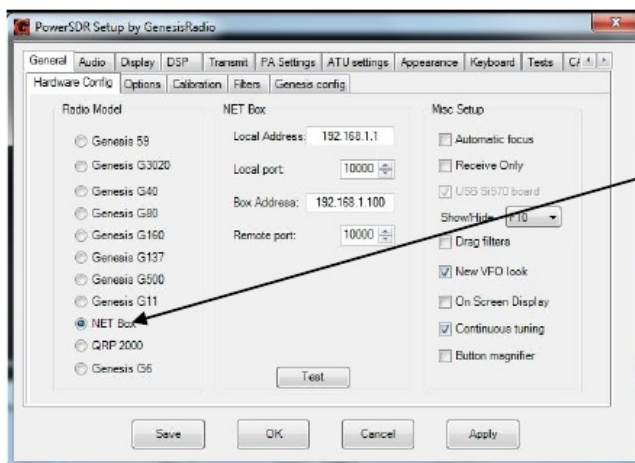 PowerSDR Setup by GenesisRadio
General Audio Display DSP Transmit PA Settings ATU settings Appearance Keyboard Tests
Hardware Config Options Calibration Filters Genesis config
Radio Model
Genesis 59
Genesis G3020
Genesis G40
Genesis G80
Genesis G160
Genesis G137
Genesis G500
Genesis G11
NET Box
QRP 2000
Genesis G6
NET Box
Local Address: 192.168.1.1
Local port: 10000
Box Address: 192.168.1.100
Remote port: 10000
Test
Misc Setup
Automatic focus
Receive Only
USB Si570 board
Show/Hide F10
Drag filters
New VFO look
On Screen Display
Continuous tuning
Button magnifier
Save OK Cancel Apply